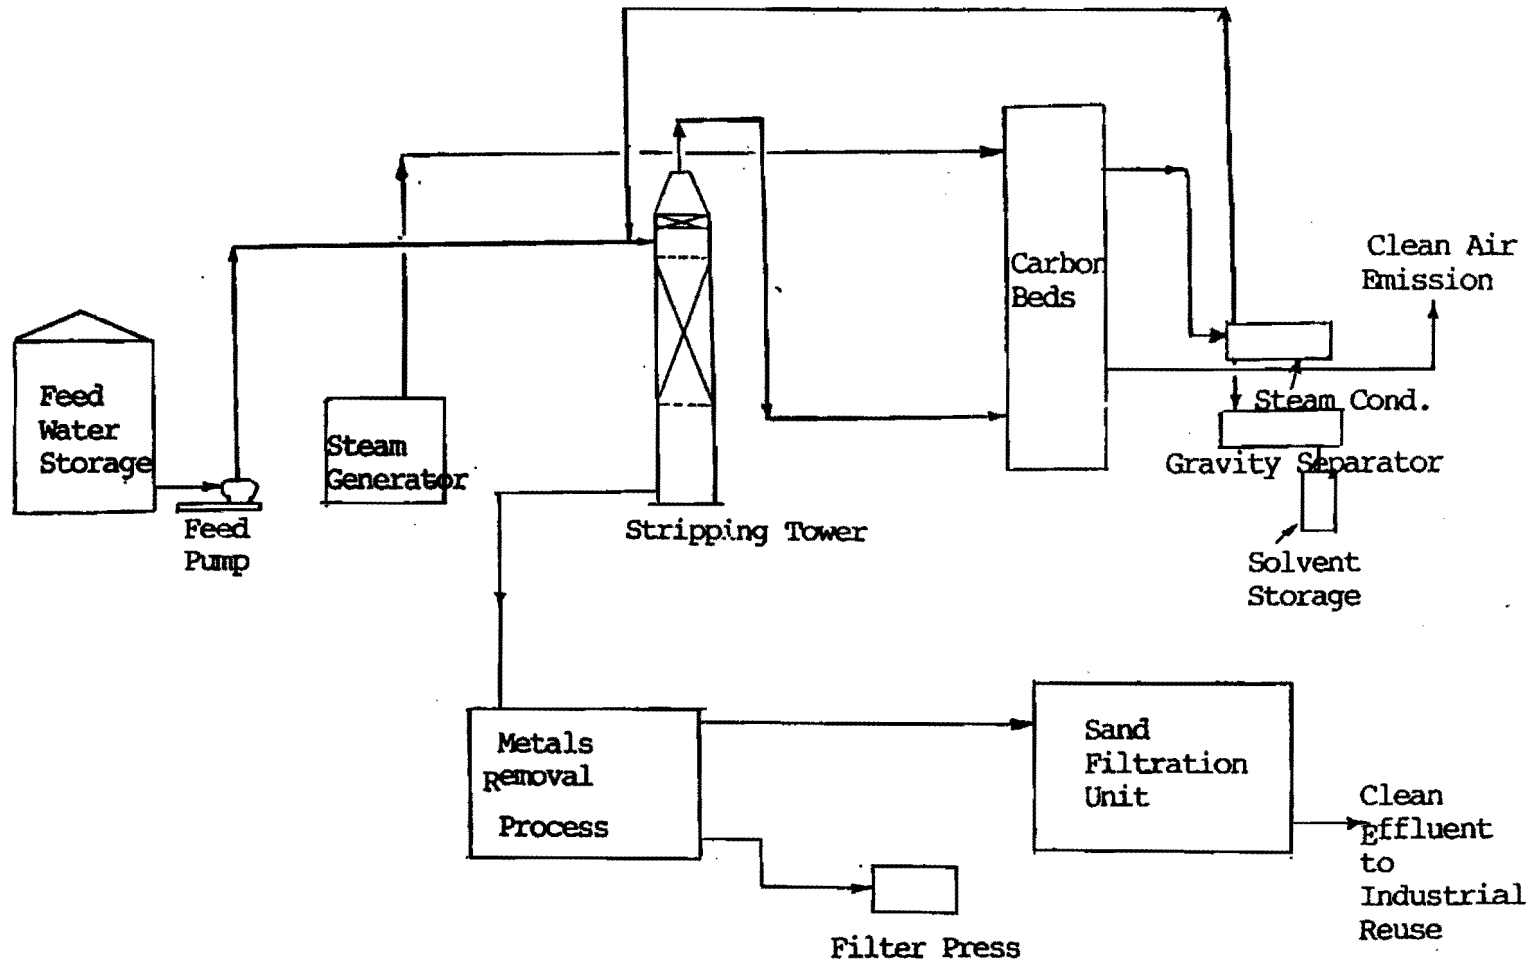 Clean Air
Emission
Carbon
Beds
Feed
Water
Storage
Steam Cond.
Steam
Generator
Gravity Separator
Feed
Pump
Stripping Tower
Solvent
Storage
Metals
Removal
Process
Sand
Filtration
Unit
Clean
Effluent
to
Industrial
Reuse
Filter Press